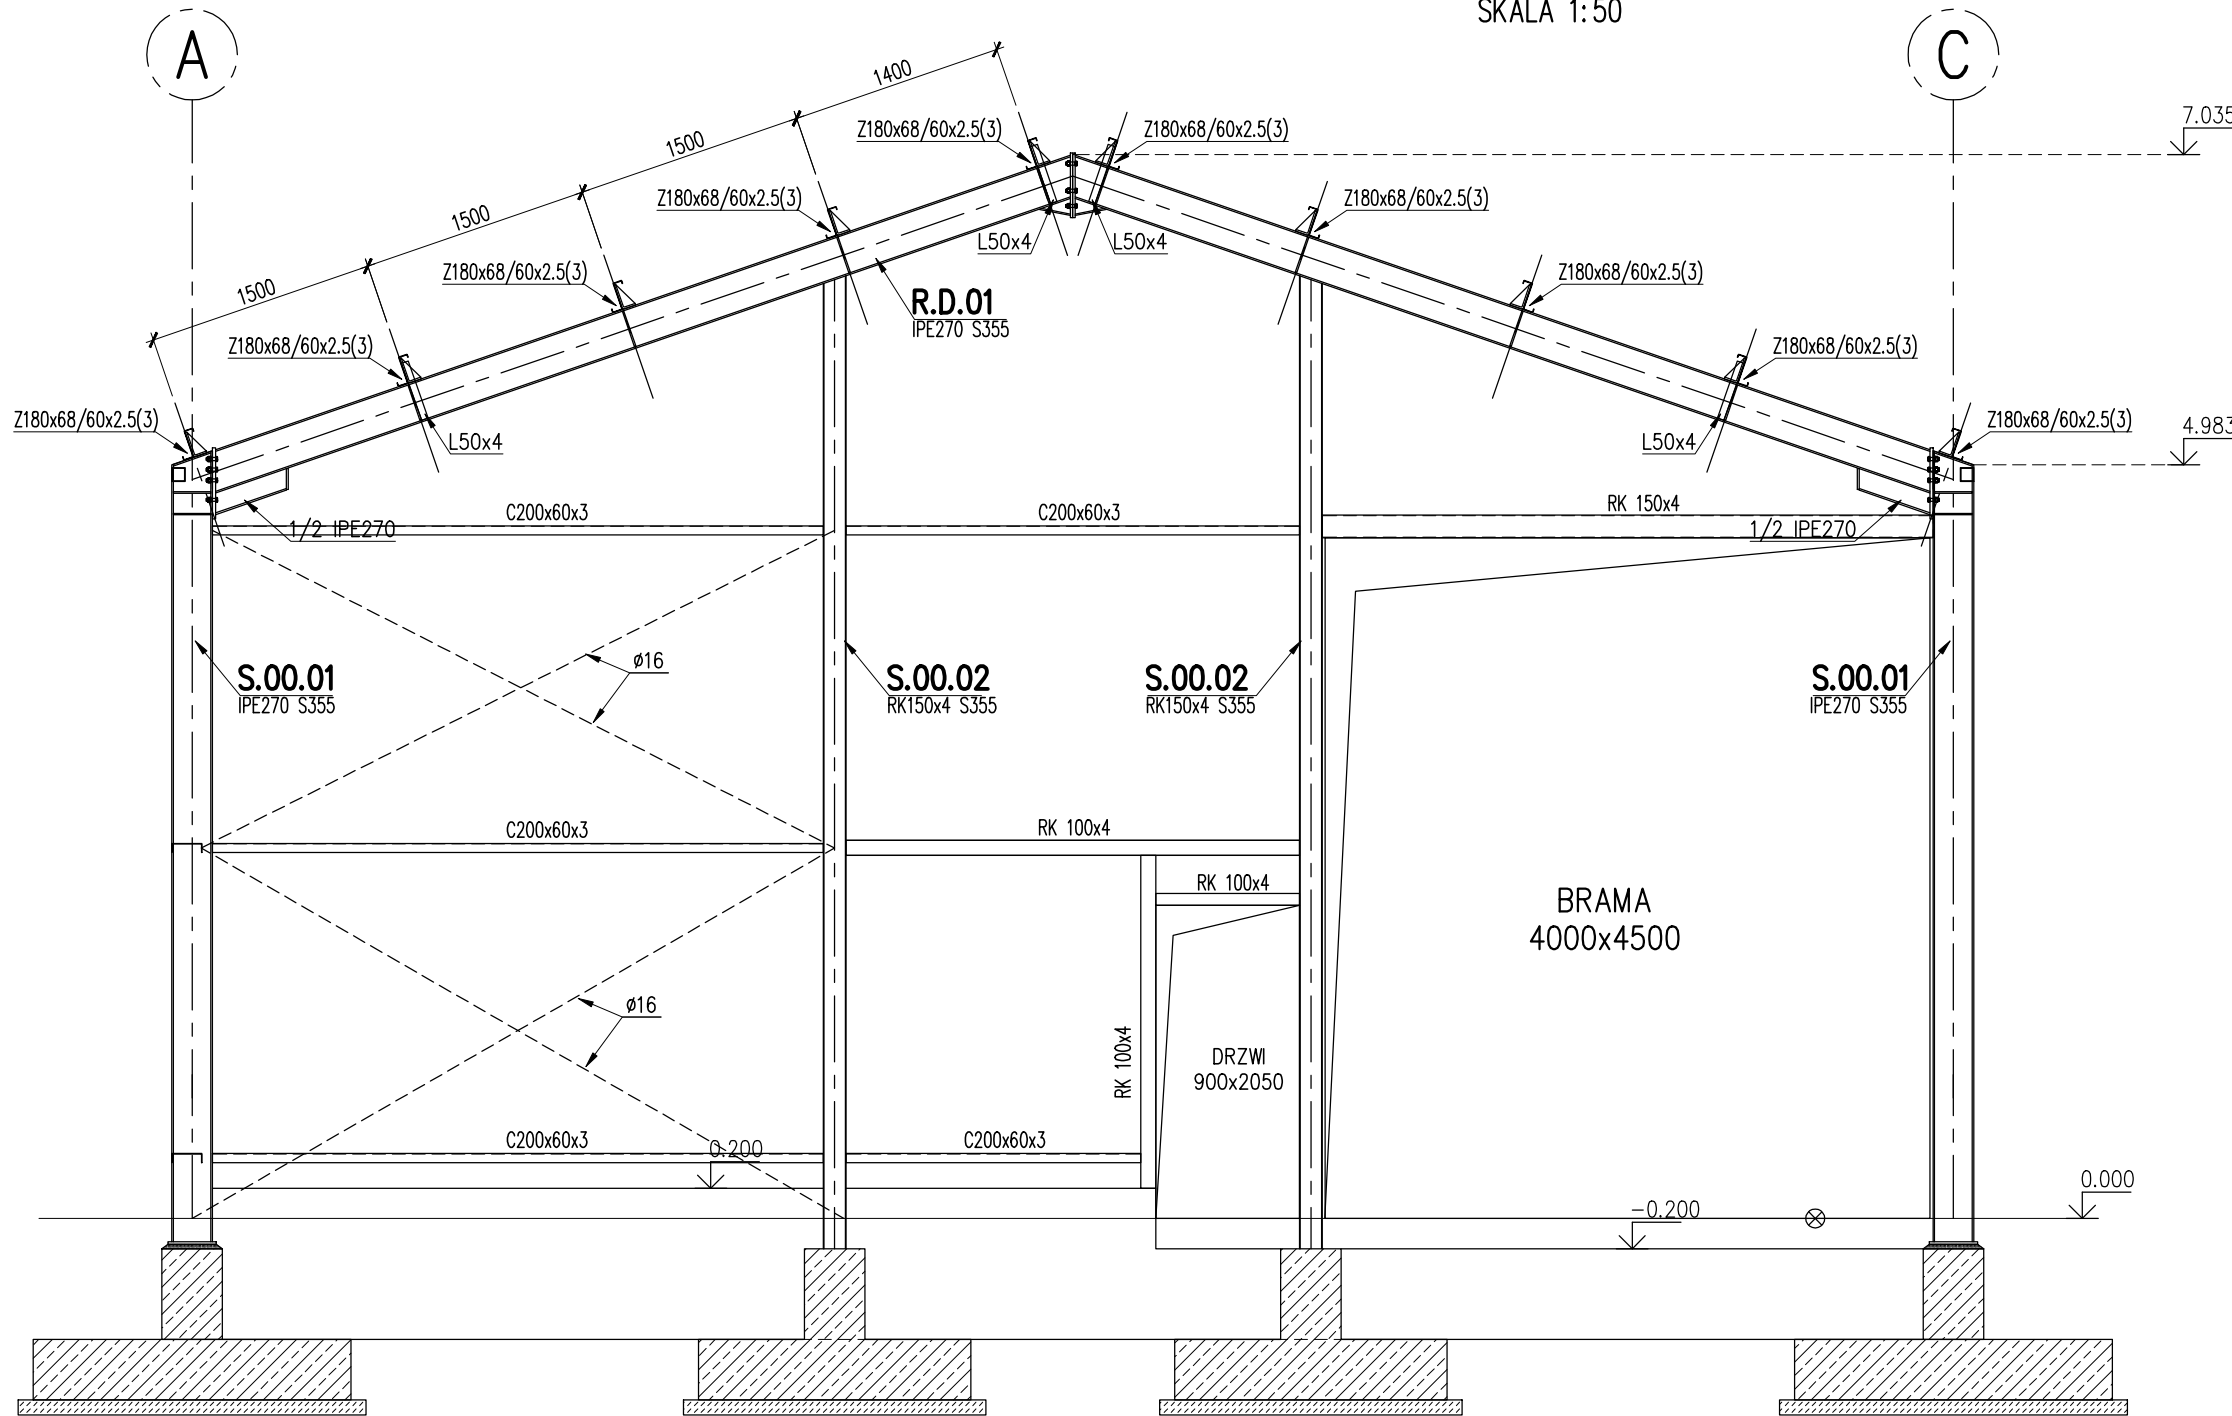 SKALA 1:50
A
C
1400
1500
1500
1500
7.035
4.983
Z180x68/60x2.5(3)
Z180x68/60x2.5(3)
Z180x68/60x2.5(3)
Z180x68/60x2.5(3)
Z180x68/60x2.5(3)
Z180x68/60x2.5(3)
Z180x68/60x2.5(3)
Z180x68/60x2.5(3)
Z180x68/60x2.5(3)
Z180x68/60x2.5(3)
L50x4
L50x4
R.D.01
IPE270 S355
L50x4
L50x4
1/2 IPE270
C200x60x3
C200x60x3
RK 150x4
1/2 IPE270
ø16
S.00.01
IPE270 S355
S.00.02
RK150x4 S355
S.00.02
RK150x4 S355
S.00.01
IPE270 S355
C200x60x3
RK 100x4
RK 100x4
BRAMA
4000x4500
ø16
RK 100x4
DRZWI
900x2050
C200x60x3
0.200
C200x60x3
-0.200
0.000